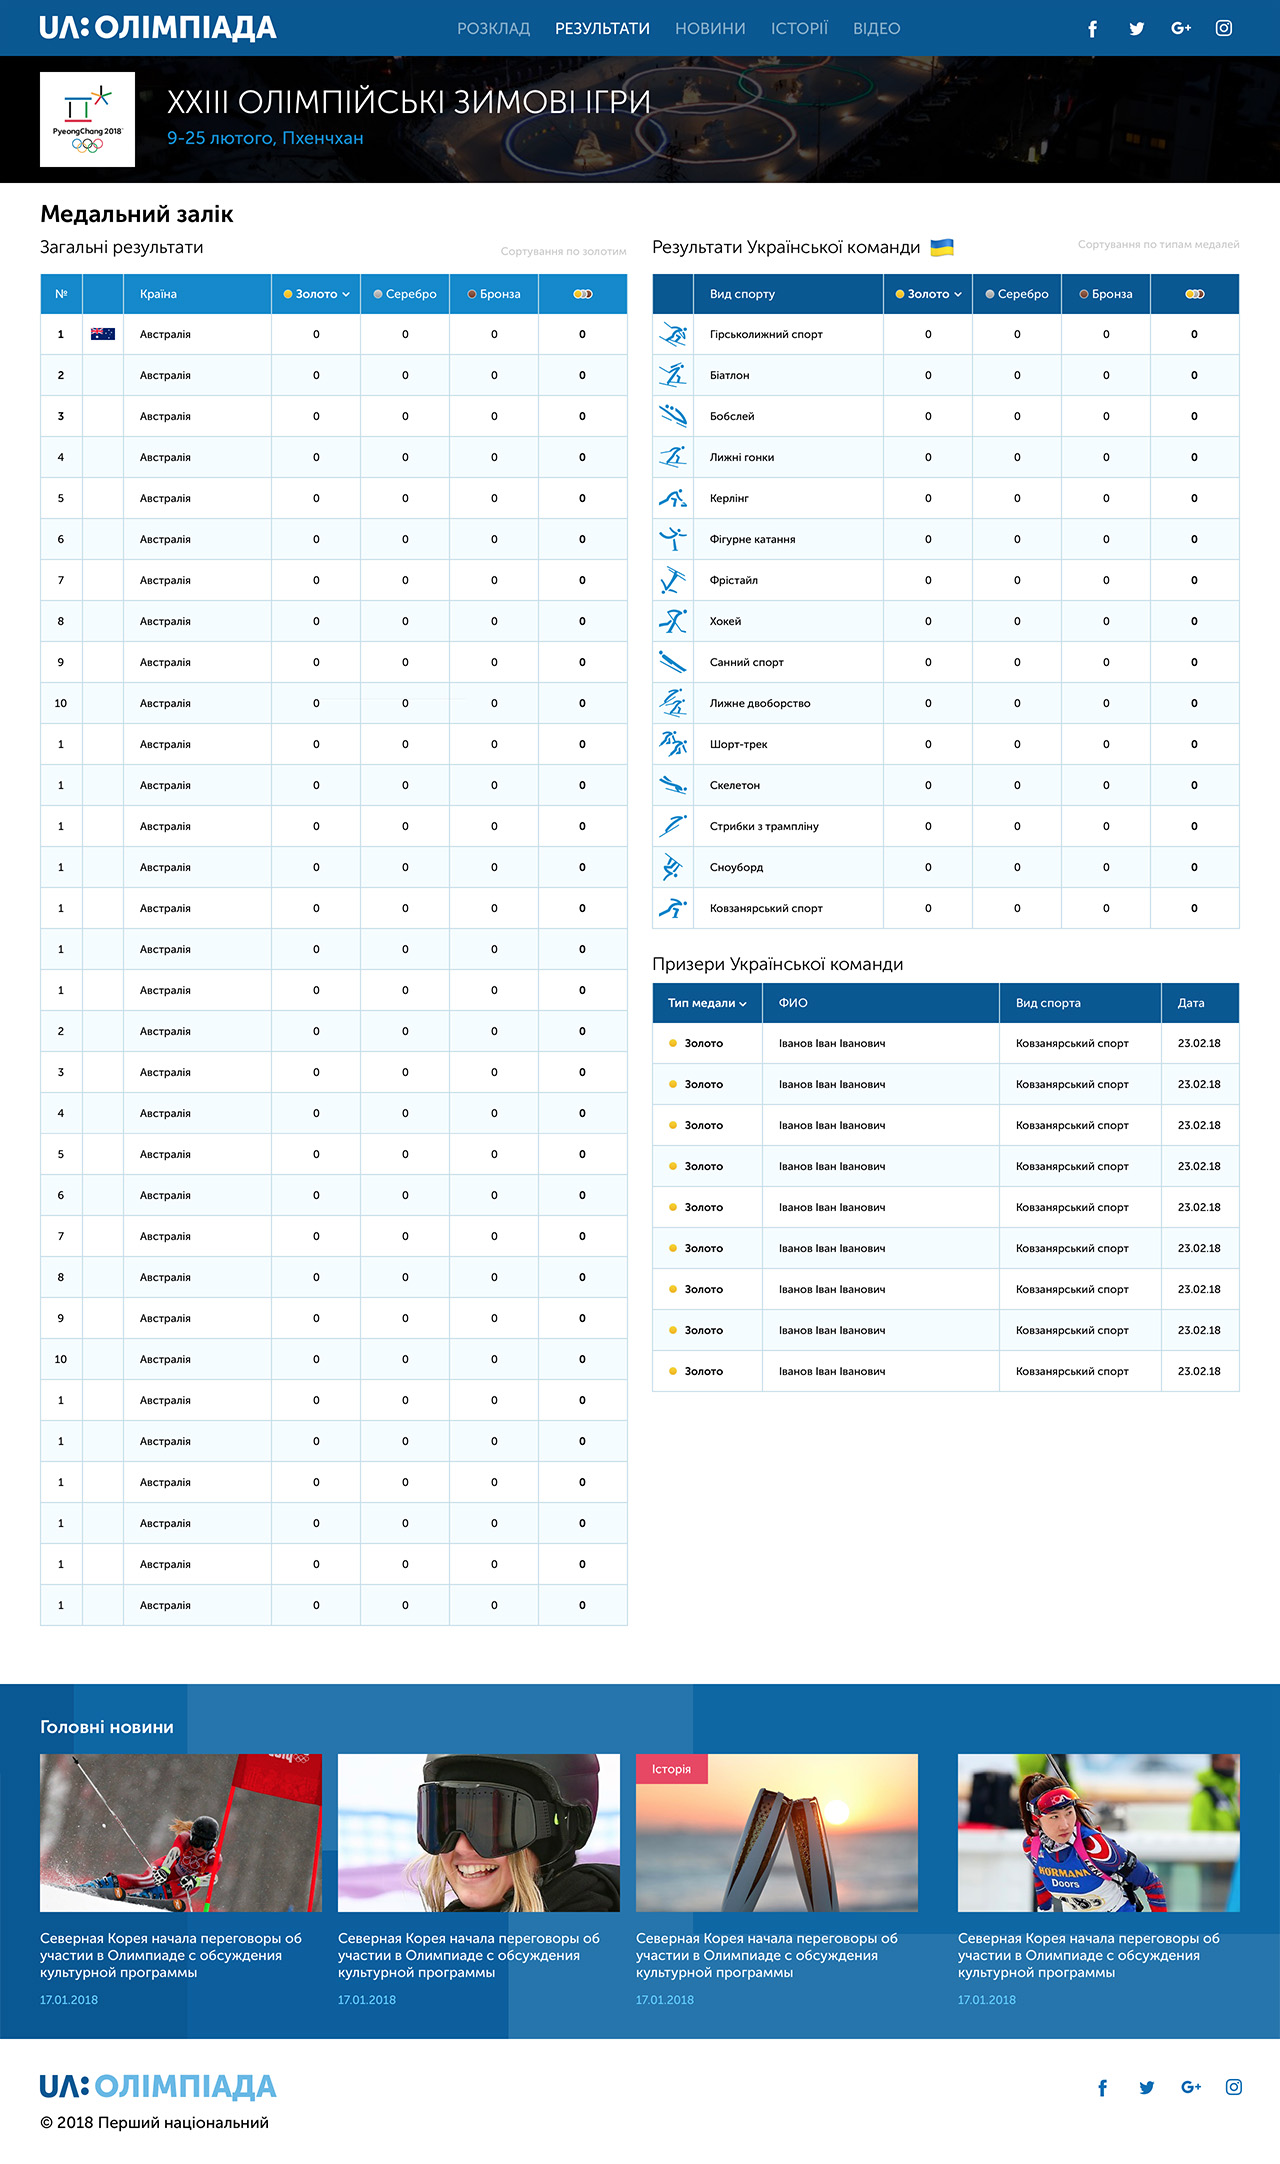 UA: ОЛІМПІАДА
РОЗКЛАД РЕЗУЛЬТАТИ НОВИНИ ІСТОРІЇ ВІДЕО
PyeongChang 2018
XXIII ОЛІМПІЙСЬКІ ЗИМОВІ ІГРИ
9-25 лютого, Пхенчхан
Медальний залік
Загальні результати
Сортування по золотим
№ Країна Золото Серебро Бронза
1 Австралія 0 0 0 0
2 Австралія 0 0 0 0
3 Австралія 0 0 0 0
4 Австралія 0 0 0 0
5 Австралія 0 0 0 0
6 Австралія 0 0 0 0
7 Австралія 0 0 0 0
8 Австралія 0 0 0 0
9 Австралія 0 0 0 0
10 Австралія 0 0 0 0
1 Австралія 0 0 0 0
1 Австралія 0 0 0 0
1 Австралія 0 0 0 0
1 Австралія 0 0 0 0
1 Австралія 0 0 0 0
1 Австралія 0 0 0 0
1 Австралія 0 0 0 0
2 Австралія 0 0 0 0
3 Австралія 0 0 0 0
4 Австралія 0 0 0 0
5 Австралія 0 0 0 0
6 Австралія 0 0 0 0
7 Австралія 0 0 0 0
8 Австралія 0 0 0 0
9 Австралія 0 0 0 0
10 Австралія 0 0 0 0
1 Австралія 0 0 0 0
1 Австралія 0 0 0 0
1 Австралія 0 0 0 0
1 Австралія 0 0 0 0
1 Австралія 0 0 0 0
1 Австралія 0 0 0 0
Результати Української команди
Сортування по типам медалей
Вид спорту Золото Серебро Бронза
Гірськолижний спорт 0 0 0 0
Біатлон 0 0 0 0
Бобслей 0 0 0 0
Лижні гонки 0 0 0 0
Керлінг 0 0 0 0
Фігурне катання 0 0 0 0
Фрістайл 0 0 0 0
Хокей 0 0 0 0
Санний спорт 0 0 0 0
Лижне двоборство 0 0 0 0
Шорт-трек 0 0 0 0
Скелетон 0 0 0 0
Стрибки з трампліну 0 0 0 0
Сноуборд 0 0 0 0
Ковзанярський спорт 0 0 0 0
Призери Української команди
Тип медали ФИО Вид спорта Дата
Золото Іванов Іван Іванович Ковзанярський спорт 23.02.18
Золото Іванов Іван Іванович Ковзанярський спорт 23.02.18
Золото Іванов Іван Іванович Ковзанярський спорт 23.02.18
Золото Іванов Іван Іванович Ковзанярський спорт 23.02.18
Золото Іванов Іван Іванович Ковзанярський спорт 23.02.18
Золото Іванов Іван Іванович Ковзанярський спорт 23.02.18
Золото Іванов Іван Іванович Ковзанярський спорт 23.02.18
Золото Іванов Іван Іванович Ковзанярський спорт 23.02.18
Золото Іванов Іван Іванович Ковзанярський спорт 23.02.18
Головні новини
Северная Корея начала переговоры об
участии в Олимпиаде с обсуждения
культурной программы
17.01.2018
Северная Корея начала переговоры об
участии в Олимпиаде с обсуждения
культурной программы
17.01.2018
Історія
Северная Корея начала переговоры об
участии в Олимпиаде с обсуждения
культурной программы
17.01.2018
HÖRMANN
Doors
Северная Корея начала переговоры об
участии в Олимпиаде с обсуждения
культурной программы
17.01.2018
UA: ОЛІМПІАДА
© 2018 Перший національний